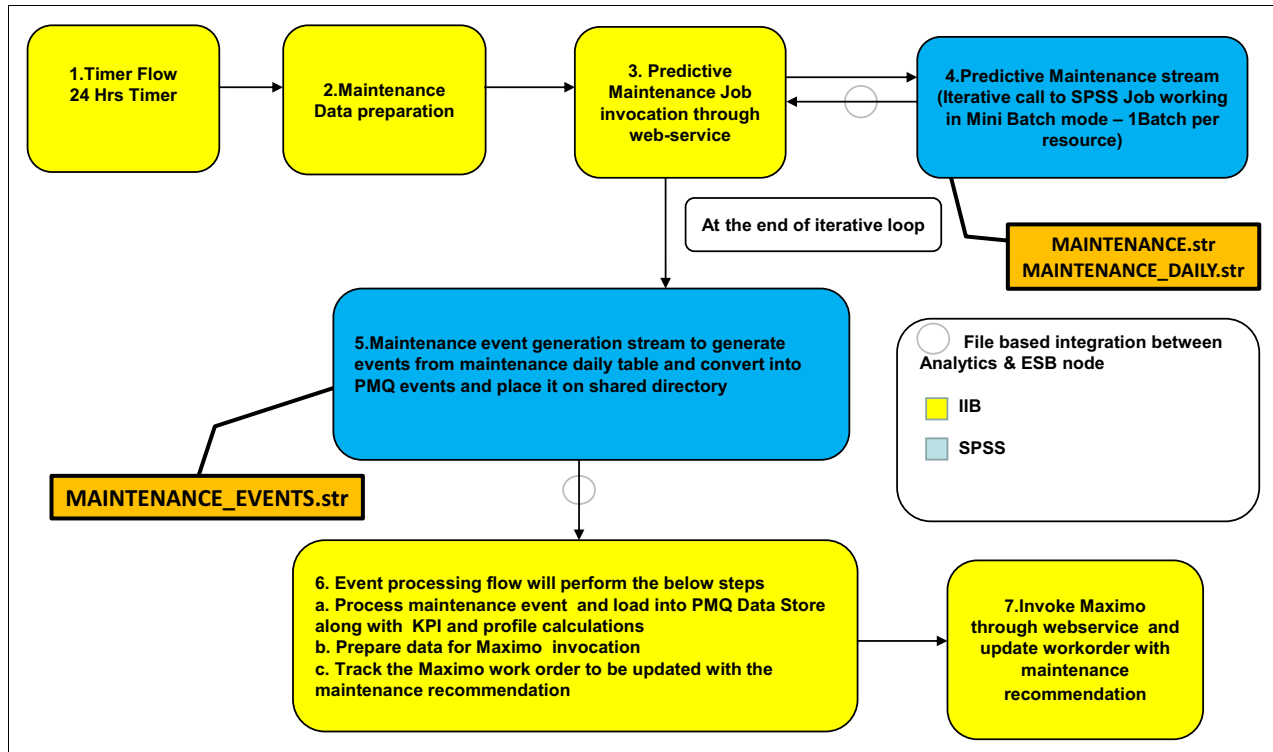 1.Timer Flow
24 Hrs Timer
2.Maintenance
Data preparation
3. Predictive
Maintenance Job
invocation through
web-service
4.Predictive Maintenance stream
(Iterative call to SPSS Job working
in Mini Batch mode – 1Batch per
resource)
At the end of iterative loop
MAINTENANCE.str
MAINTENANCE_DAILY.str
5.Maintenance event generation stream to generate
events from maintenance daily table and convert into
PMQ events and place it on shared directory
File based integration between
Analytics & ESB node
IIB
SPSS
MAINTENANCE_EVENTS.str
6. Event processing flow will perform the below steps
a. Process maintenance event and load into PMQ Data Store
along with KPI and profile calculations
b. Prepare data for Maximo invocation
c. Track the Maximo work order to be updated with the
maintenance recommendation
7.Invoke Maximo
through webservice and
update workorder with
maintenance
recommendation